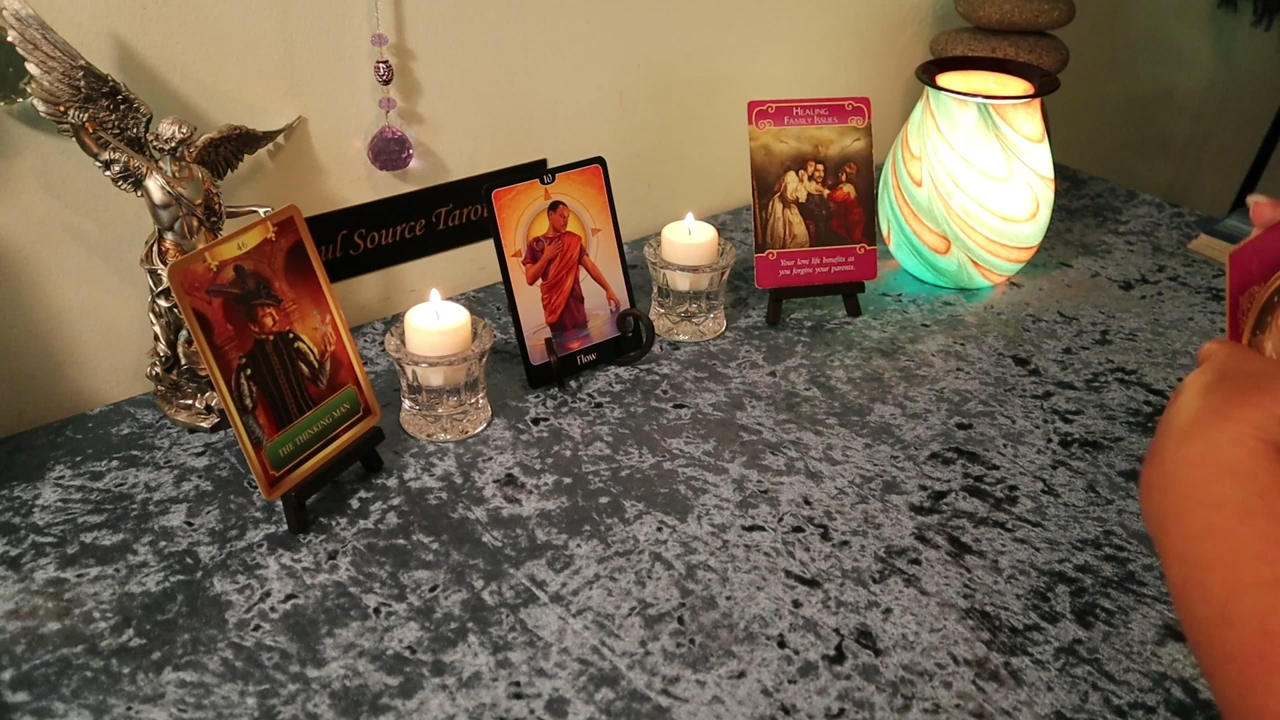 46
THE THINKING MAN
ul Source Tarot
10
Flow
HEALING
FAMILY ISSUES
Your love life benefits as
you forgive your parents.